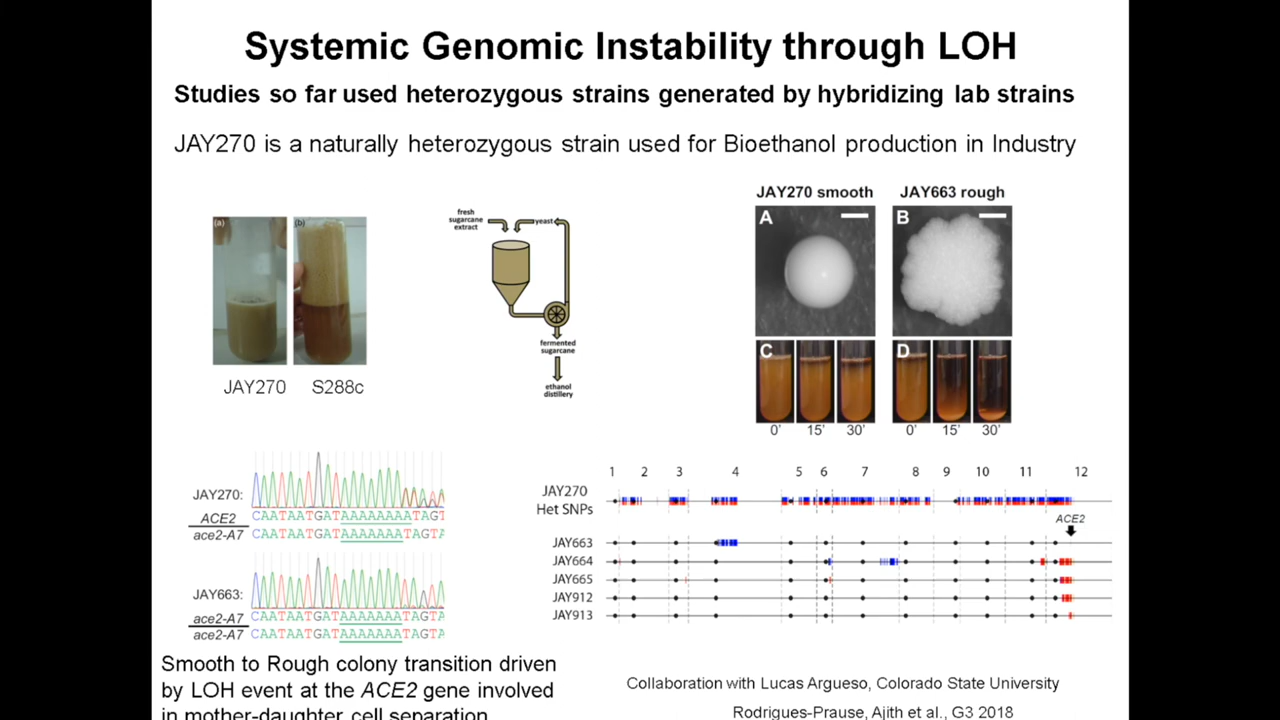 Systemic Genomic Instability through LOH
Studies so far used heterozygous strains generated by hybridizing lab strains
JAY270 is a naturally heterozygous strain used for Bioethanol production in Industry
(a)
(b)
JAY270
S288c
fresh
sugarcane
extract
yeast
fermented
sugarcane
ethanol
distillery
JAY270 smooth
JAY663 rough
A
B
C
D
0'
15'
30'
0'
15'
30'
JAY270:
ACE2
CAATAATGATAAAAAAAATAGT
ace2-A7
CAATAATGATAAAAAAATAGTA
JAY663:
ace2-A7
CAATAATGATAAAAAAATAGTA
ace2-A7
CAATAATGATAAAAAAATAGTA
1 2 3 4 5 6 7 8 9 10 11 12
JAY270
Het SNPs
ACE2
JAY663
JAY664
JAY665
JAY912
JAY913
Smooth to Rough colony transition driven
by LOH event at the ACE2 gene involved
in mother-daughter cell separation
Collaboration with Lucas Argueso, Colorado State University
Rodrigues-Prause, Ajith et al., G3 2018